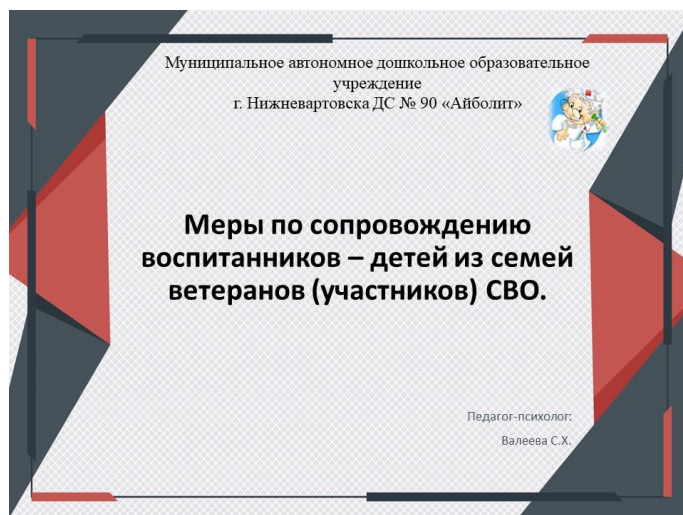 Муниципальное автономное дошкольное образовательное
учреждение
г. Нижневартовска ДС № 90 «Айболит»
Меры по сопровождению
воспитанников – детей из семей
ветеранов (участников) СВО.
Педагог-психолог:
Валеева С.Х.